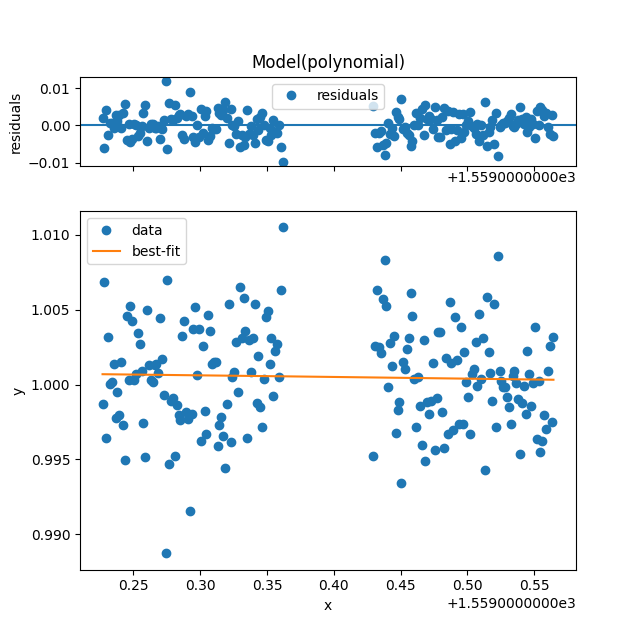 Model(polynomial)
0.01
0.00
−0.01
residuals
residuals
+1.5590000000e3
1.010
1.005
1.000
0.995
0.990
y
data
best-fit
0.25 0.30 0.35 0.40 0.45 0.50 0.55
x
+1.5590000000e3